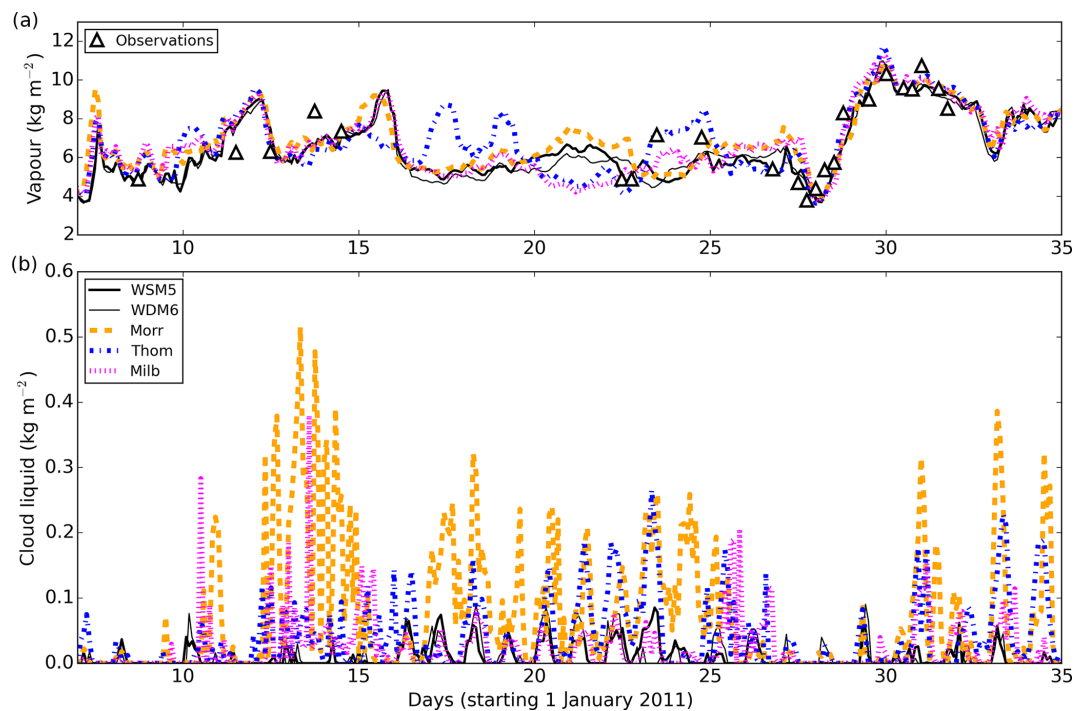 (a)
Vapour (kg m⁻²)
12
10
8
6
4
2
Observations
10 15 20 25 30 35
(b)
Cloud liquid (kg m⁻²)
0.6
0.5
0.4
0.3
0.2
0.1
0.0
WSM5
WDM6
Morr
Thom
Milb
10 15 20 25 30 35
Days (starting 1 January 2011)